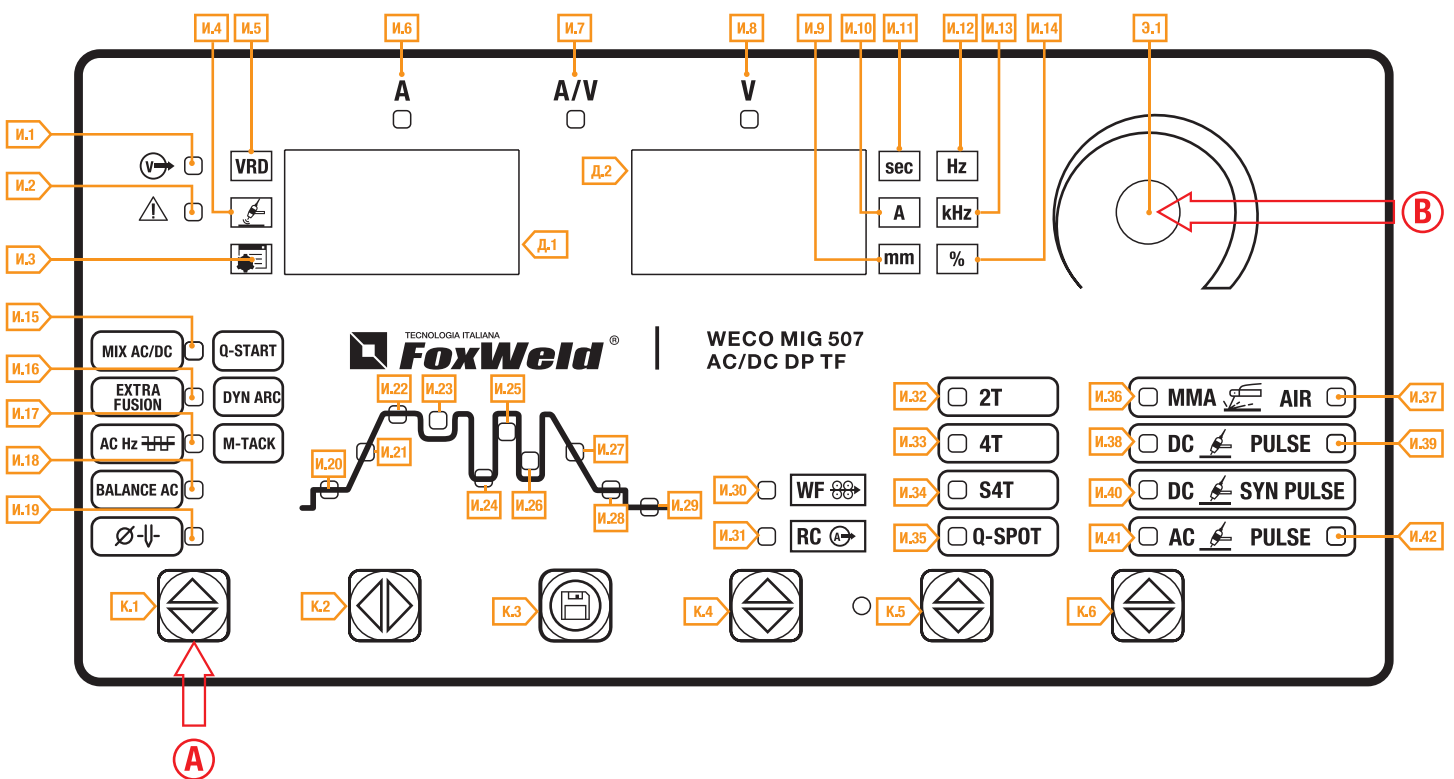 И.4 И.5 И.6 И.7 И.8 И.9 И.10 И.11 И.12 И.13 И.14 Э.1
A A/V V
И.1 VRD Д.2 sec Hz
И.2 A kHz B
И.3 Д.1 mm %
И.15 MIX AC/DC Q-START
И.16 EXTRA FUSION DYN ARC
И.17 AC Hz M-TACK
И.18 BALANCE AC
И.19 Ø
TECNOLOGIA ITALIANA
FoxWeld ®
WECO MIG 507
AC/DC DP TF
И.22 И.23 И.25
И.20 И.21 И.27
И.24 И.26 И.28 И.29
И.30 WF
И.31 RC A
И.32 2T
И.33 4T
И.34 S4T
И.35 Q-SPOT
И.36 MMA AIR И.37
И.38 DC PULSE И.39
И.40 DC SYN PULSE
И.41 AC PULSE И.42
К.1 К.2 К.3 К.4 К.5 К.6
A
V